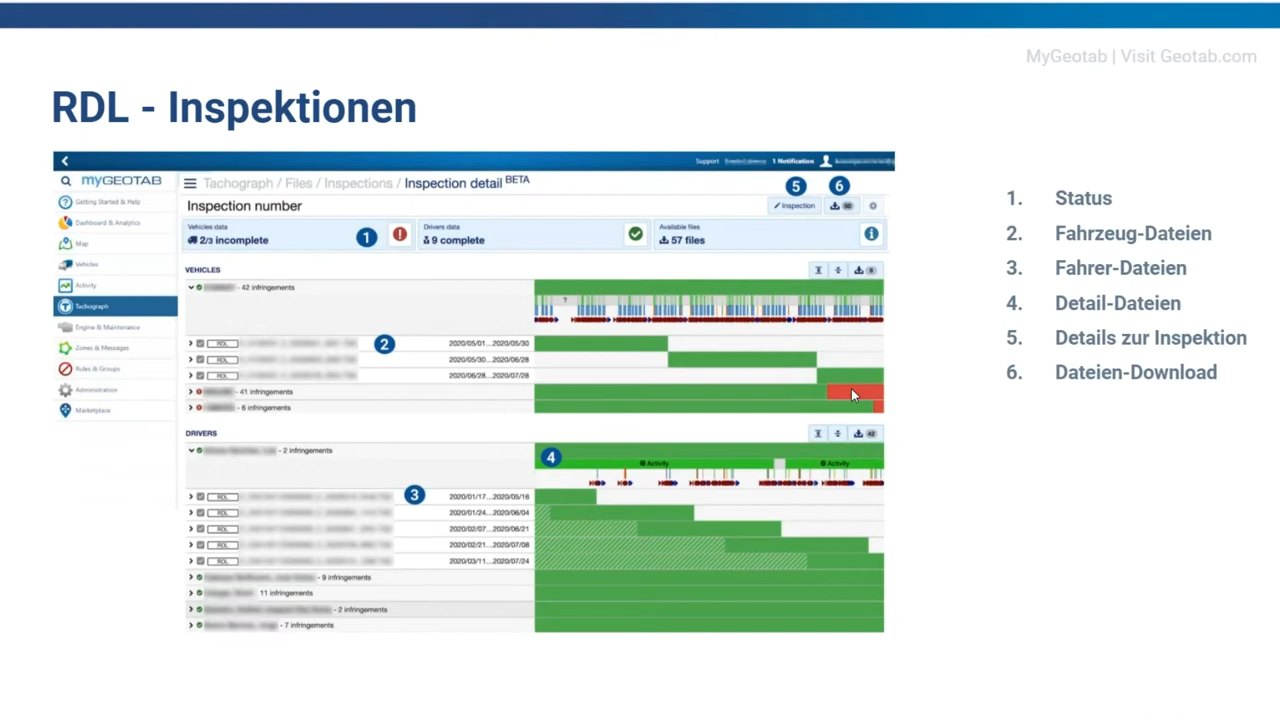 MyGeotab | Visit Geotab.com
RDL - Inspektionen
Support
1 Notification
myGEOTAB
Tachograph / Files / Inspections / Inspection detail BETA
Getting Started & Help
Dashboard & Analytics
Map
Vehicles
Activity
Tachograph
Engine & Maintenance
Zones & Messages
Rules & Groups
Administration
Marketplace
5
6
Inspection number
Inspection
Vehicles data
2/3 incomplete
1
Drivers data
9 complete
Available files
57 files
VEHICLES
- 42 infringements
?
RDL
2
2020/05/01...2020/05/30
RDL
2020/05/30...2020/06/28
RDL
2020/06/28...2020/07/28
- 41 infringements
- 6 infringements
DRIVERS
42
- 2 infringements
4
Activity
Activity
RDL
3
2020/01/17...2020/05/16
RDL
2020/01/24...2020/06/04
RDL
2020/02/07...2020/06/21
RDL
2020/02/21...2020/07/08
RDL
2020/03/11...2020/07/24
- 9 infringements
11 infringements
- 2 infringements
- 7 infringements
1. Status
2. Fahrzeug-Dateien
3. Fahrer-Dateien
4. Detail-Dateien
5. Details zur Inspektion
6. Dateien-Download